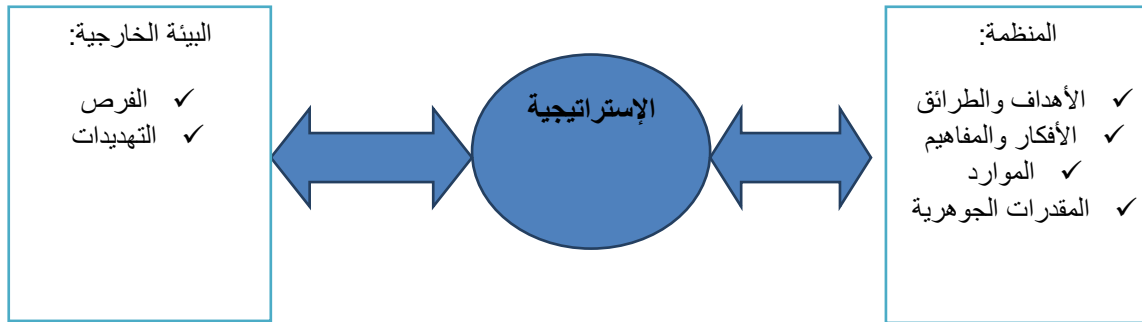 المنظمة:
الأهداف والطرائق
الأفكار والمفاهيم
الموارد
المقدرات الجوهرية
الإستراتيجية
البيئة الخارجية:
الفرص
التهديدات